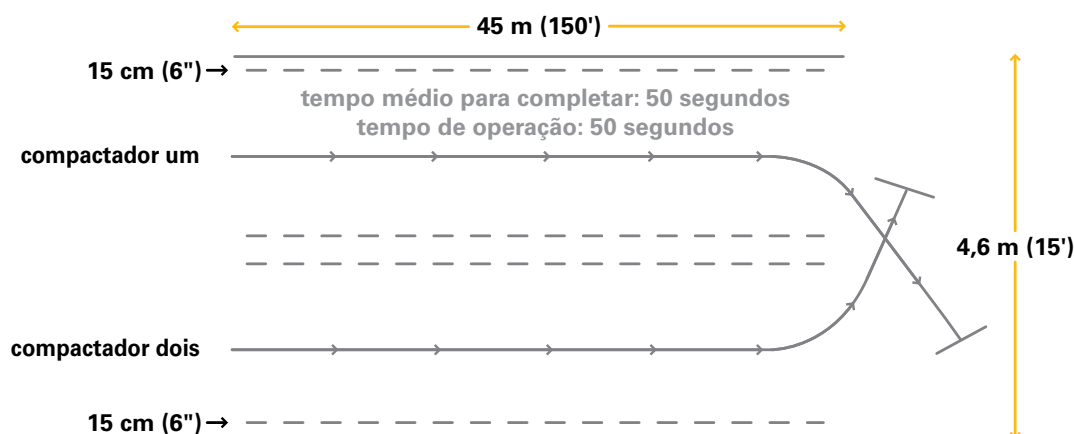 45 m (150')
15 cm (6")
tempo médio para completar: 50 segundos
tempo de operação: 50 segundos
compactador um
4,6 m (15')
compactador dois
15 cm (6")